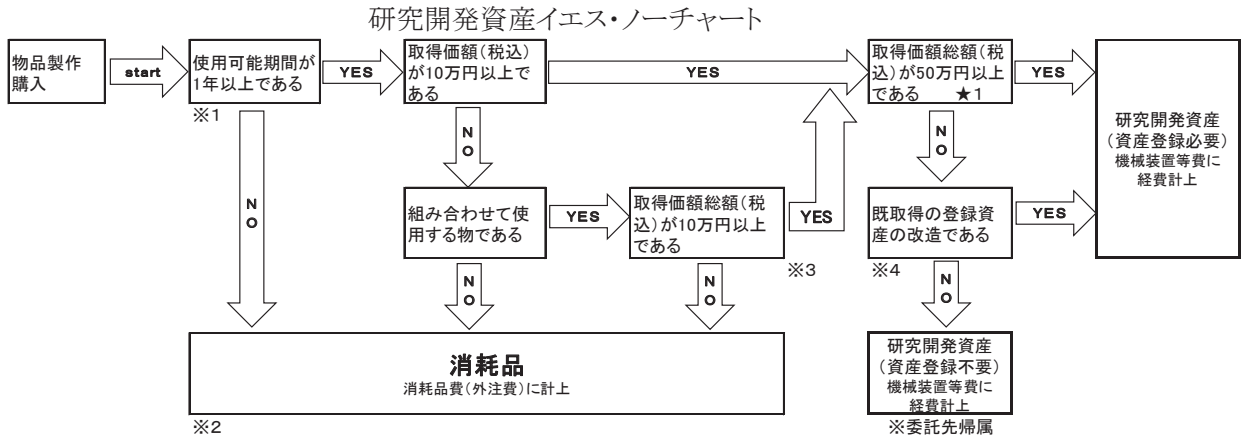 研究開発資産イエス・ノーチャート
物品製作
購入
start
使用可能期間が
1年以上である
※1
YES
取得価額(税込)
が10万円以上で
ある
YES
取得価額総額(税
込)が50万円以上
である ★1
YES
研究開発資産
(資産登録必要)
機械装置等費に
経費計上
NO
NO
NO
組み合わせて使
用する物である
YES
取得価額総額(税
込)が10万円以上
である
※3
YES
既取得の登録資
産の改造である
※4
YES
NO
NO
NO
消耗品
消耗品費(外注費)に計上
※2
研究開発資産
(資産登録不要)
機械装置等費に
経費計上
※委託先帰属